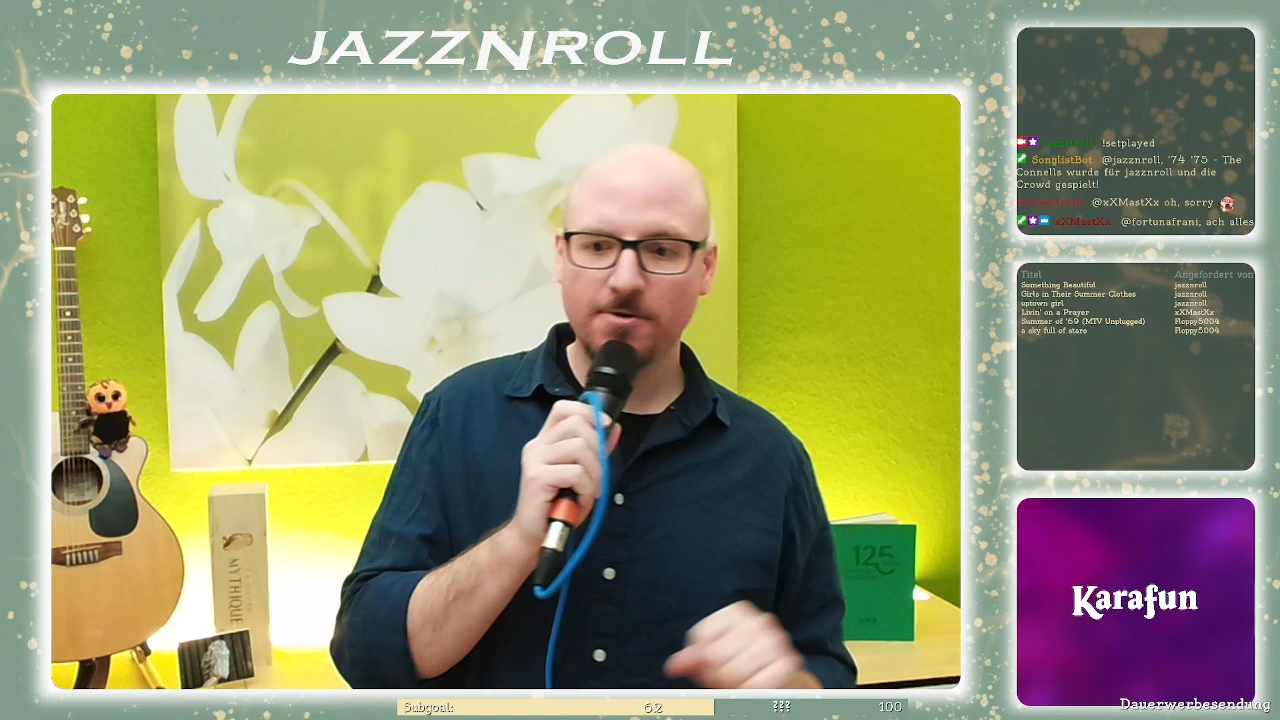 JAZZNROLL
!setplayed
SonglistBot: @jazznroll, '74 '75 - The
Connells wurde für jazznroll und die
Crowd gespielt!
@xXMastXx oh, sorry
xXMastXx: @fortunafrani, ach alles
Titel Angefordert von
Something Beautiful jazznroll
Girls in Their Summer Clothes jazznroll
uptown girl jazznroll
Livin' on a Prayer xXMastXx
Summer of '69 (MTV Unplugged) Floppy5004
a sky full of stars Floppy5004
MYTHIQUE
125
Karafun
Dauerwerbesendung
Subgoal: 62 ??? 100